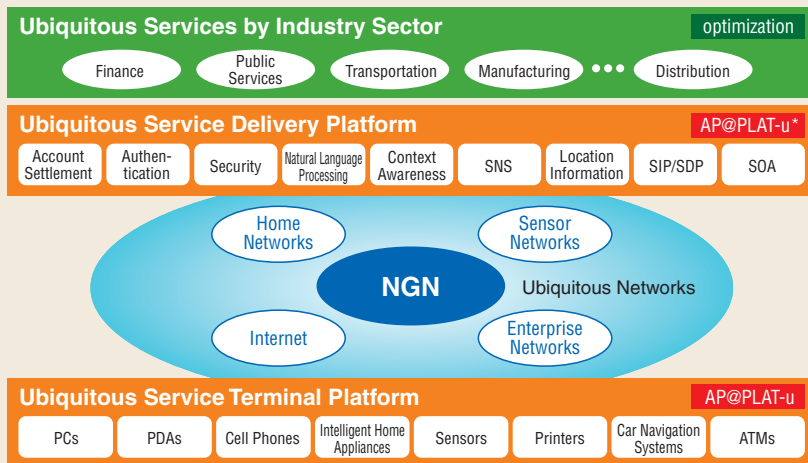 Ubiquitous Services by Industry Sector
optimization
Finance
Public
Services
Transportation
Manufacturing
•••
Distribution
Ubiquitous Service Delivery Platform
AP@PLAT-u*
Account
Settlement
Authen-
tication
Security
Natural Language
Processing
Context
Awareness
SNS
Location
Information
SIP/SDP
SOA
Home
Networks
Sensor
Networks
NGN
Ubiquitous Networks
Internet
Enterprise
Networks
Ubiquitous Service Terminal Platform
AP@PLAT-u
PCs
PDAs
Cell Phones
Intelligent Home
Appliances
Sensors
Printers
Car Navigation
Systems
ATMs